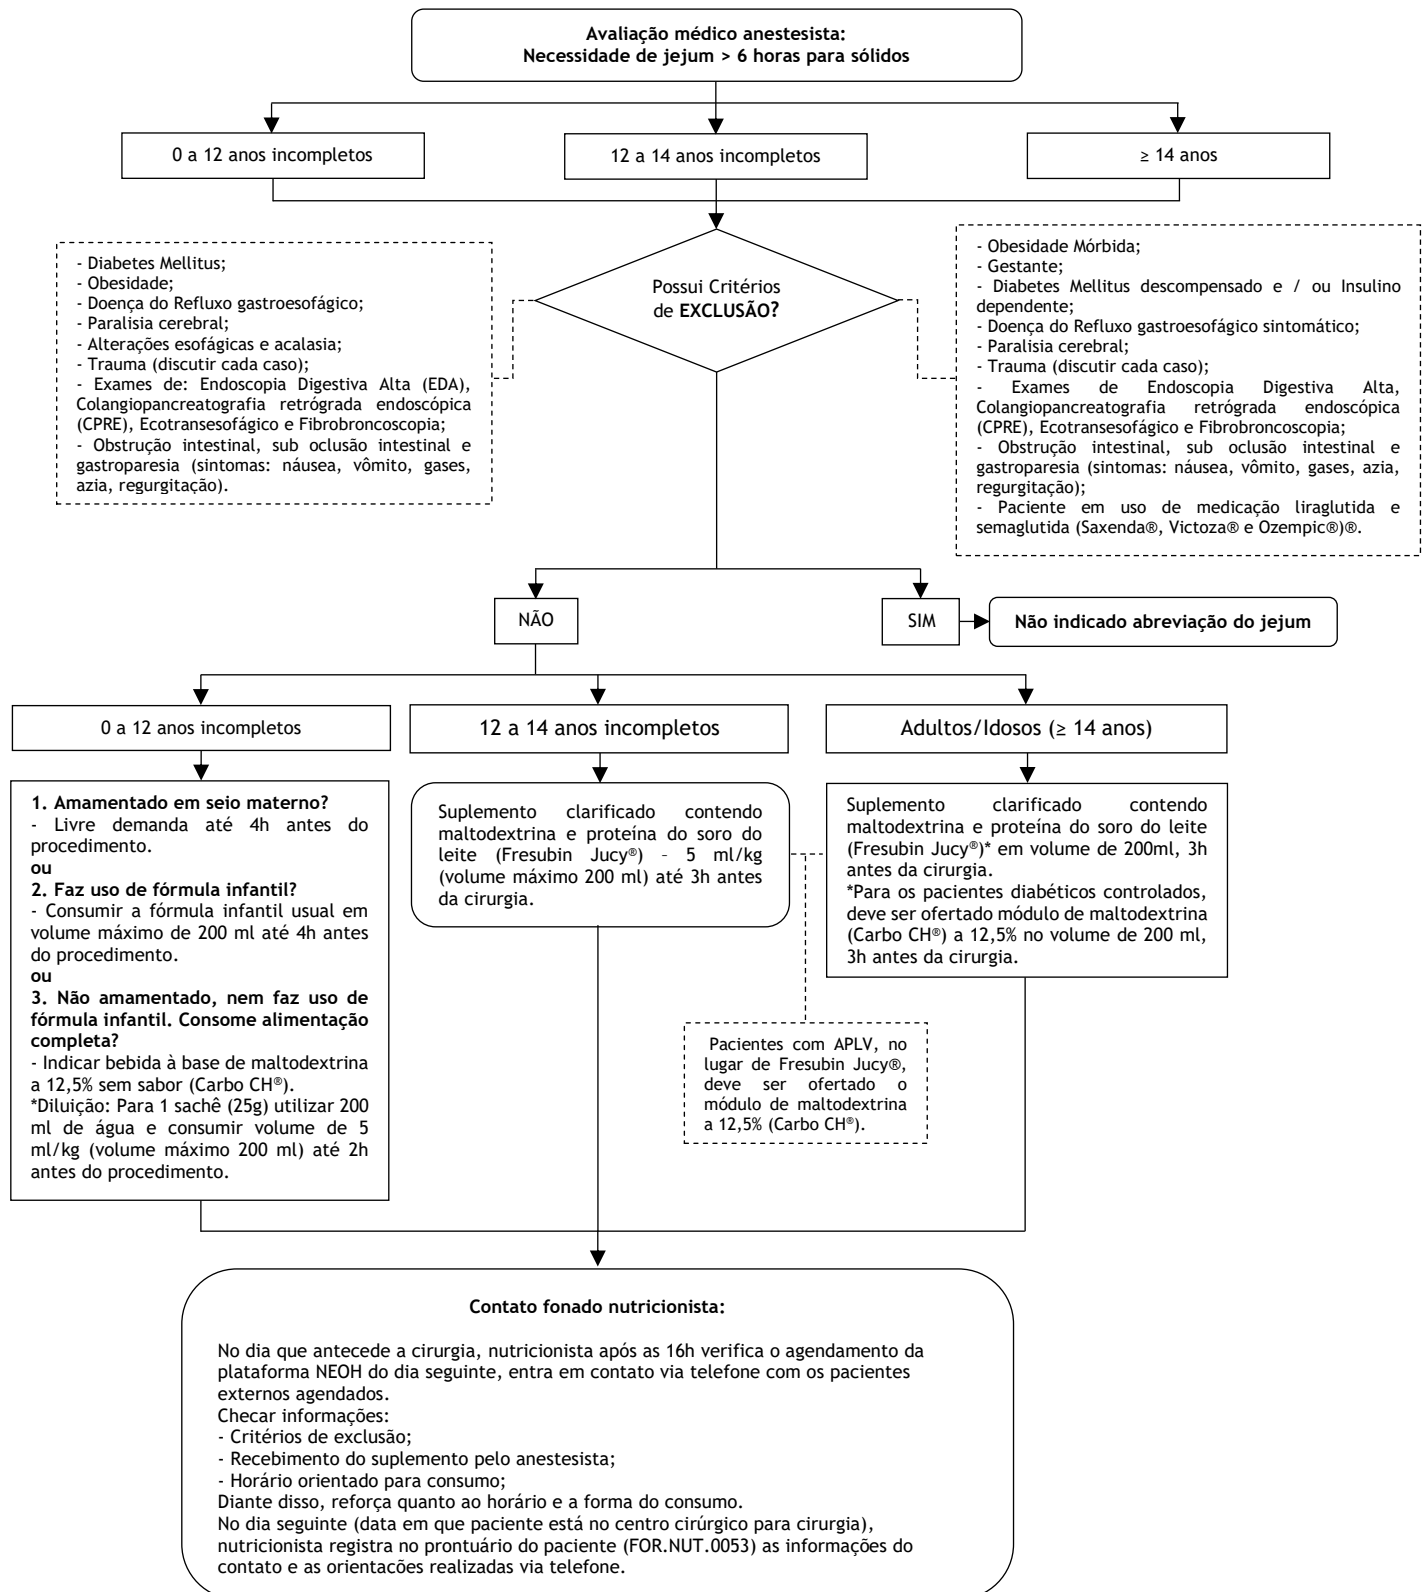 Avaliação médico anestesista:
Necessidade de jejum > 6 horas para sólidos
0 a 12 anos incompletos
12 a 14 anos incompletos
≥ 14 anos
- Diabetes Mellitus;
- Obesidade;
- Doença do Refluxo gastroesofágico;
- Paralisia cerebral;
- Alterações esofágicas e acalasia;
- Trauma (discutir cada caso);
- Exames de: Endoscopia Digestiva Alta (EDA),
Colangiopancreatografia retrógrada endoscópica
(CPRE), Ecotransesofágico e Fibrobroncoscopia;
- Obstrução intestinal, sub oclusão intestinal e
gastroparesia (sintomas: náusea, vômito, gases,
azia, regurgitação).
Possui Critérios
de EXCLUSÃO?
- Obesidade Mórbida;
- Gestante;
- Diabetes Mellitus descompensado e / ou Insulino
dependente;
- Doença do Refluxo gastroesofágico sintomático;
- Paralisia cerebral;
- Trauma (discutir cada caso);
- Exames de Endoscopia Digestiva Alta,
Colangiopancreatografia retrógrada endoscópica
(CPRE), Ecotransesofágico e Fibrobroncoscopia;
- Obstrução intestinal, sub oclusão intestinal e
gastroparesia (sintomas: náusea, vômito, gases, azia,
regurgitação);
- Paciente em uso de medicação liraglutida e
semaglutida (Saxenda®, Victoza® e Ozempic®)®.
NÃO
SIM
Não indicado abreviação do jejum
0 a 12 anos incompletos
12 a 14 anos incompletos
Adultos/Idosos (≥ 14 anos)
1. Amamentado em seio materno?
- Livre demanda até 4h antes do
procedimento.
ou
2. Faz uso de fórmula infantil?
- Consumir a fórmula infantil usual em
volume máximo de 200 ml até 4h antes
do procedimento.
ou
3. Não amamentado, nem faz uso de
fórmula infantil. Consome alimentação
completa?
- Indicar bebida à base de maltodextrina
a 12,5% sem sabor (Carbo CH®).
*Diluição: Para 1 sachê (25g) utilizar 200
ml de água e consumir volume de 5
ml/kg (volume máximo 200 ml) até 2h
antes do procedimento.
Suplemento clarificado contendo
maltodextrina e proteína do soro do
leite (Fresubin Jucy®) – 5 ml/kg
(volume máximo 200 ml) até 3h antes
da cirurgia.
Suplemento clarificado contendo
maltodextrina e proteína do soro do leite
(Fresubin Jucy®)* em volume de 200ml, 3h
antes da cirurgia.
*Para os pacientes diabéticos controlados,
deve ser ofertado módulo de maltodextrina
(Carbo CH®) a 12,5% no volume de 200 ml,
3h antes da cirurgia.
Pacientes com APLV, no
lugar de Fresubin Jucy®,
deve ser ofertado o
módulo de maltodextrina
a 12,5% (Carbo CH®).
Contato fonado nutricionista:
No dia que antecede a cirurgia, nutricionista após as 16h verifica o agendamento da
plataforma NEOH do dia seguinte, entra em contato via telefone com os pacientes
externos agendados.
Checar informações:
- Critérios de exclusão;
- Recebimento do suplemento pelo anestesista;
- Horário orientado para consumo;
Diante disso, reforça quanto ao horário e a forma do consumo.
No dia seguinte (data em que paciente está no centro cirúrgico para cirurgia),
nutricionista registra no prontuário do paciente (FOR.NUT.0053) as informações do
contato e as orientacões realizadas via telefone.